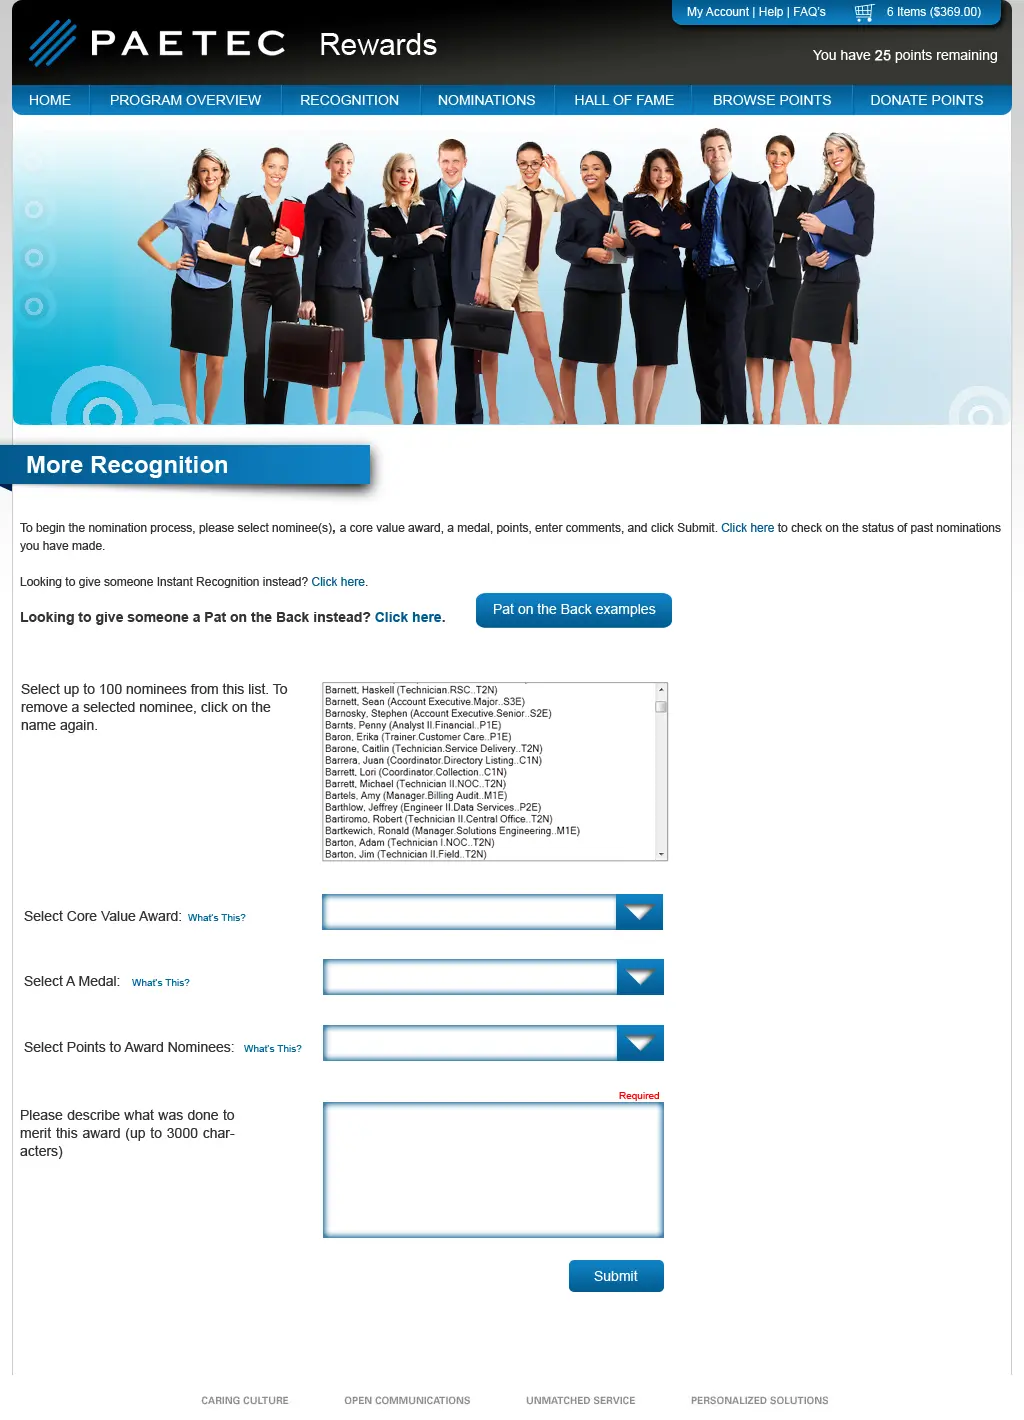 My Account | Help | FAQ's
6 Items ($369.00)
PAETEC Rewards
You have 25 points remaining
HOME
PROGRAM OVERVIEW
RECOGNITION
NOMINATIONS
HALL OF FAME
BROWSE POINTS
DONATE POINTS
More Recognition
To begin the nomination process, please select nominee(s), a core value award, a medal, points, enter comments, and click Submit. Click here to check on the status of past nominations
you have made.
Looking to give someone Instant Recognition instead? Click here.
Looking to give someone a Pat on the Back instead? Click here.
Pat on the Back examples
Select up to 100 nominees from this list. To
remove a selected nominee, click on the
name again.
Barnett, Haskell (Technician.RSC..T2N)
Barnett, Sean (Account Executive.Major..S3E)
Barnosky, Stephen (Account Executive.Senior..S2E)
Barnts, Penny (Analyst II.Financial..P1E)
Baron, Erika (Trainer.Customer Care..P1E)
Barone, Caitlin (Technician.Service Delivery..T2N)
Barrera, Juan (Coordinator.Directory Listing..C1N)
Barrett, Lori (Coordinator.Collection..C1N)
Barrett, Michael (Technician II.NOC..T2N)
Bartels, Amy (Manager.Billing Audit..M1E)
Barthlow, Jeffrey (Engineer II.Data Services..P2E)
Bartiromo, Robert (Technician II.Central Office..T2N)
Bartkewich, Ronald (Manager.Solutions Engineering..M1E)
Barton, Adam (Technician I.NOC..T2N)
Barton, Jim (Technician II.Field..T2N)
Select Core Value Award: What's This?
Select A Medal: What's This?
Select Points to Award Nominees: What's This?
Required
Please describe what was done to
merit this award (up to 3000 char-
acters)
Submit
CARING CULTURE
OPEN COMMUNICATIONS
UNMATCHED SERVICE
PERSONALIZED SOLUTIONS